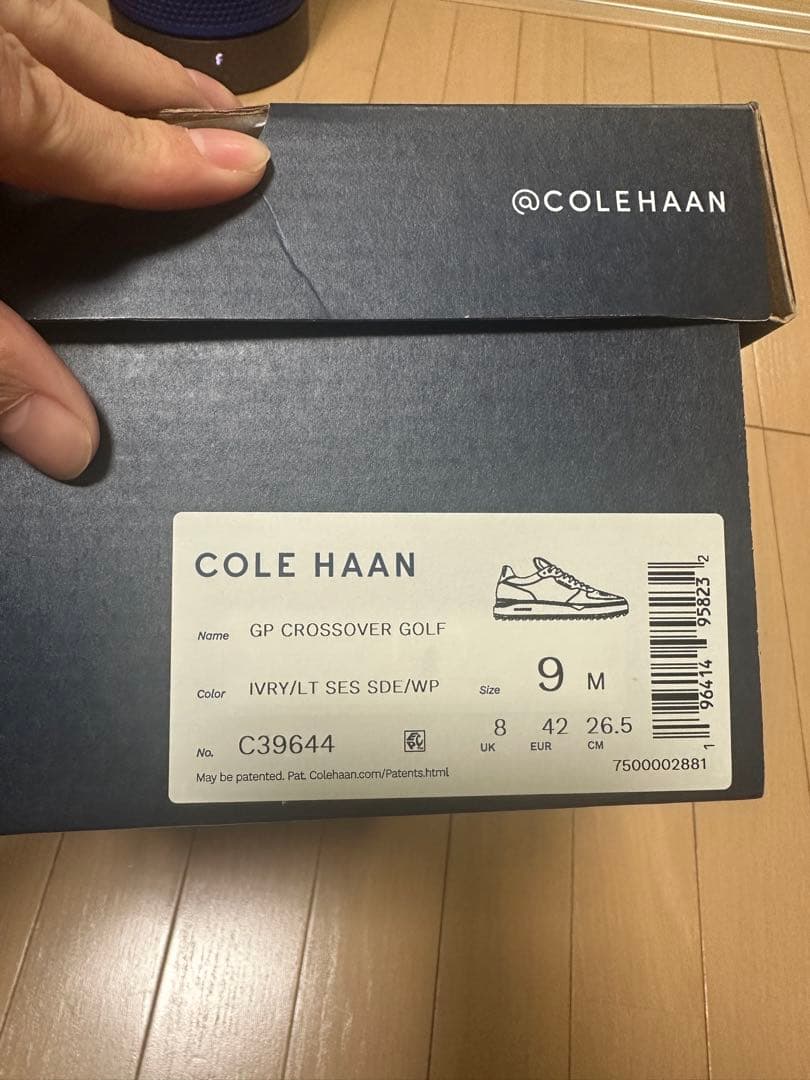 @COLEHAAN
COLE HAAN
Name GP CROSSOVER GOLF
Color IVRY/LT SES SDE/WP
Size 9 M
No. C39644
8 UK 42 EUR 26.5 CM
May be patented. Pat. Colehaan.com/Patents.html
7500002881
1 96414 95823 2